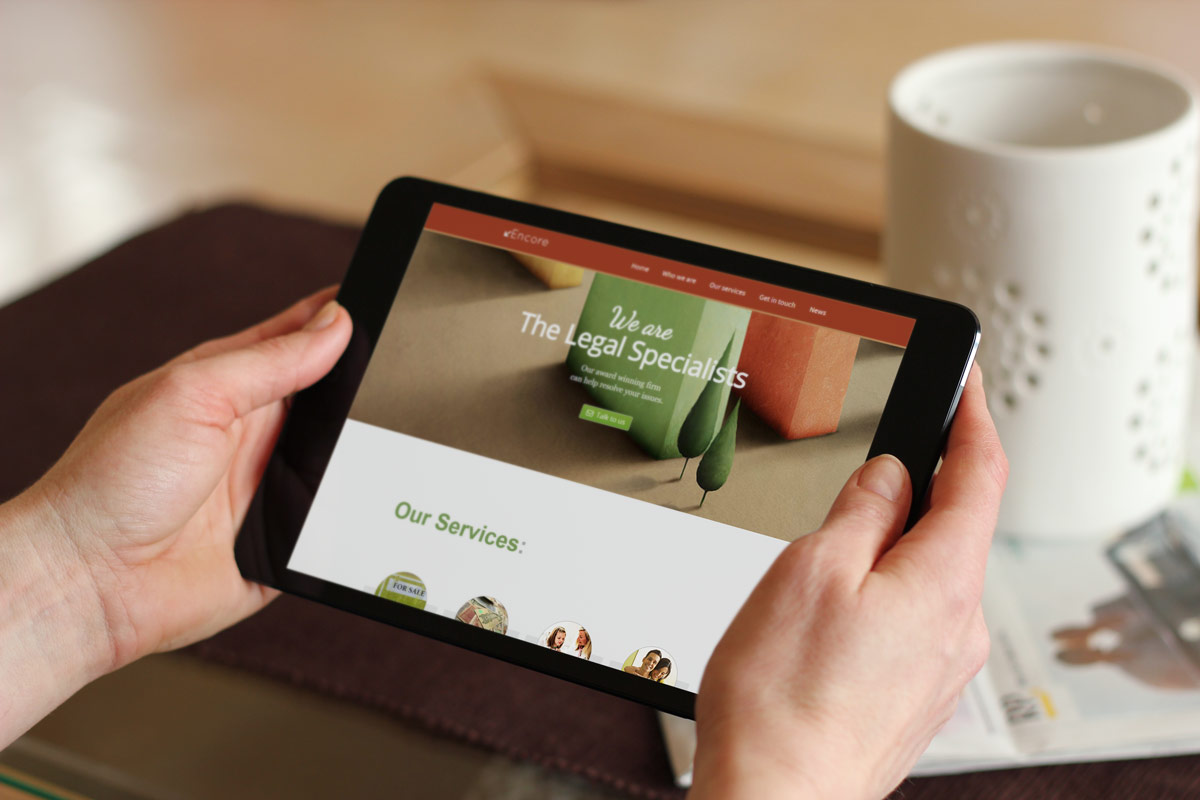 Encore
Home Who we are Our services Get in touch News
We are
The Legal Specialists
Our award winning firm
can help resolve your issues.
Talk to us
Our Services:
FOR SALE